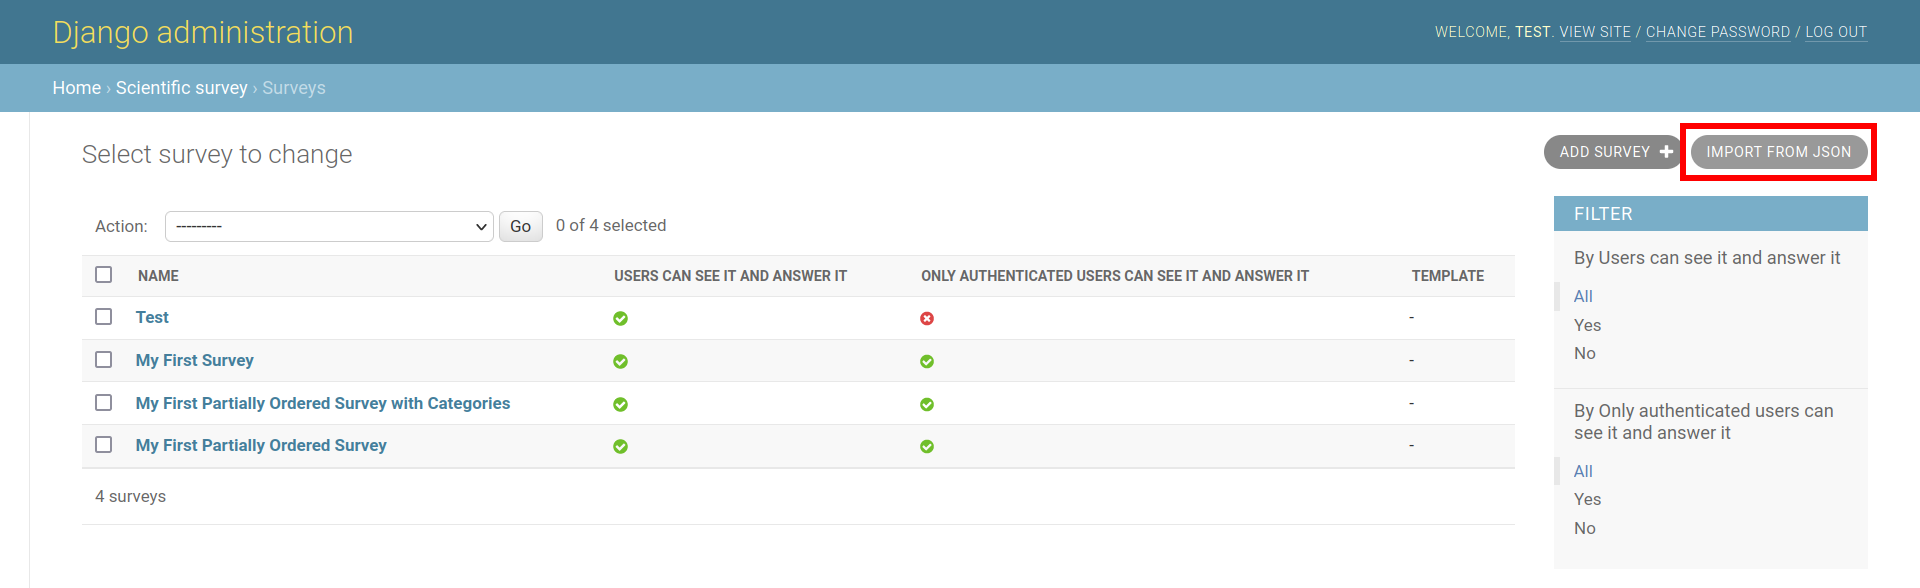 Django administration
WELCOME, TEST. VIEW SITE / CHANGE PASSWORD / LOG OUT
Home › Scientific survey › Surveys
Select survey to change
ADD SURVEY
IMPORT FROM JSON
Action: --------- Go 0 of 4 selected
NAME USERS CAN SEE IT AND ANSWER IT ONLY AUTHENTICATED USERS CAN SEE IT AND ANSWER IT TEMPLATE
Test -
My First Survey -
My First Partially Ordered Survey with Categories -
My First Partially Ordered Survey -
4 surveys
FILTER
By Users can see it and answer it
All
Yes
No
By Only authenticated users can
see it and answer it
All
Yes
No